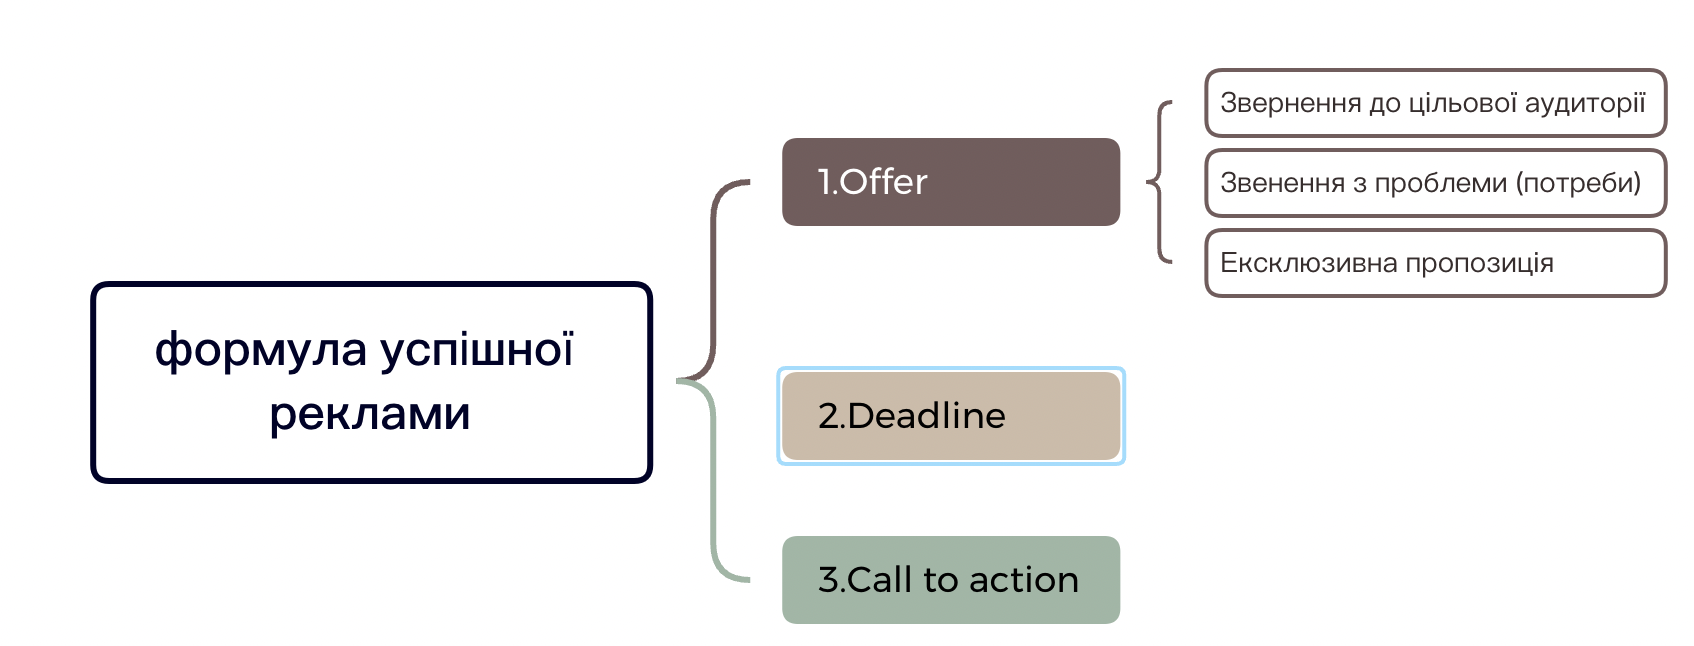 формула успішної
реклами
1.Offer
Звернення до цільової аудиторії
Звенення з проблеми (потреби)
Ексклюзивна пропозиція
2.Deadline
3.Call to action